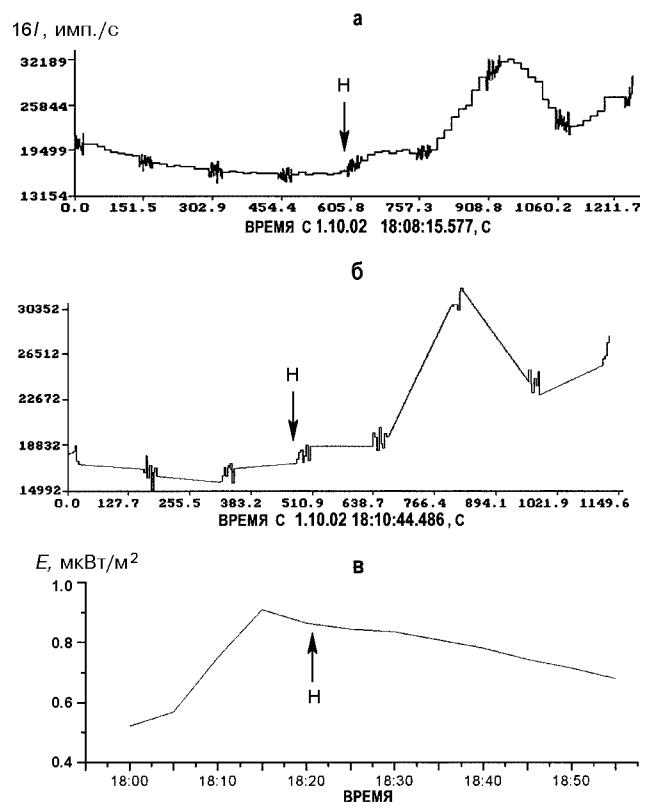 а
16I, имп./с
32189
25844
19499
13154
Н
0.0 151.5 302.9 454.4 605.8 757.3 908.8 1060.2 1211.7
ВРЕМЯ С 1.10.02 18:08:15.577, С
б
30352
26512
22672
18832
14992
Н
0.0 127.7 255.5 383.2 510.9 638.7 766.4 894.1 1021.9 1149.6
ВРЕМЯ С 1.10.02 18:10:44.486, С
в
E, мкВт/м²
1.0
0.8
0.6
0.4
Н
18:00 18:10 18:20 18:30 18:40 18:50
ВРЕМЯ